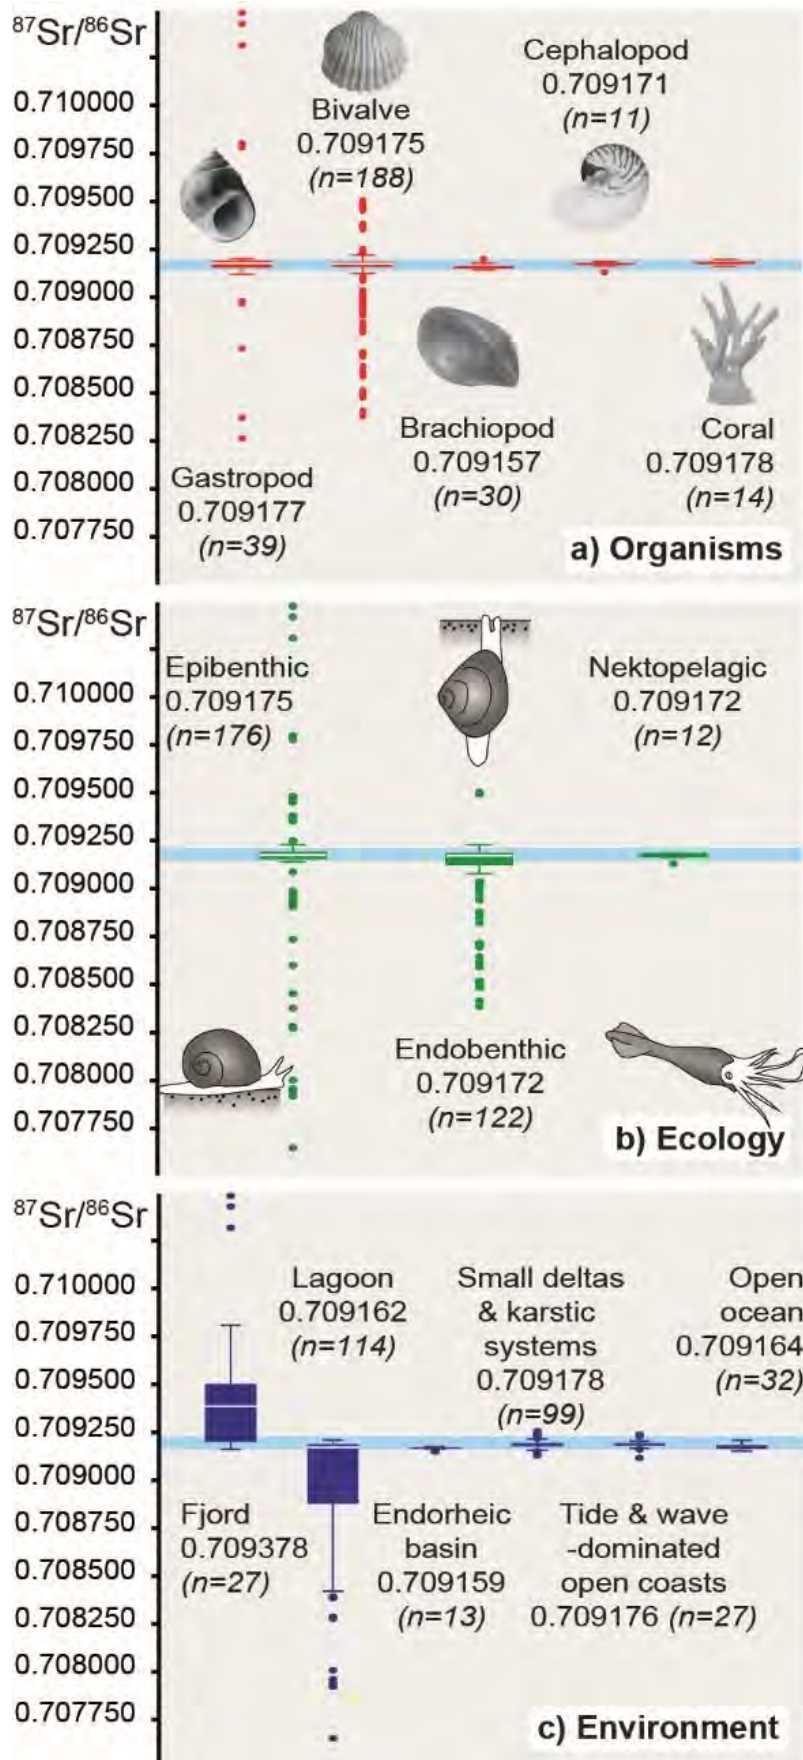 ⁸⁷Sr/⁸⁶Sr
0.710000
0.709750
0.709500
0.709250
0.709000
0.708750
0.708500
0.708250
0.708000
0.707750
Bivalve
0.709175
(n=188)
Cephalopod
0.709171
(n=11)
Gastropod
0.709177
(n=39)
Brachiopod
0.709157
(n=30)
Coral
0.709178
(n=14)
a) Organisms
⁸⁷Sr/⁸⁶Sr
0.710000
0.709750
0.709500
0.709250
0.709000
0.708750
0.708500
0.708250
0.708000
0.707750
Epibenthic
0.709175
(n=176)
Nektopelagic
0.709172
(n=12)
Endobenthic
0.709172
(n=122)
b) Ecology
⁸⁷Sr/⁸⁶Sr
0.710000
0.709750
0.709500
0.709250
0.709000
0.708750
0.708500
0.708250
0.708000
0.707750
Lagoon
0.709162
(n=114)
Small deltas
& karstic
systems
0.709178
(n=99)
Open
ocean
0.709164
(n=32)
Fjord
0.709378
(n=27)
Endorheic
basin
0.709159
(n=13)
Tide & wave
-dominated
open coasts
0.709176 (n=27)
c) Environment